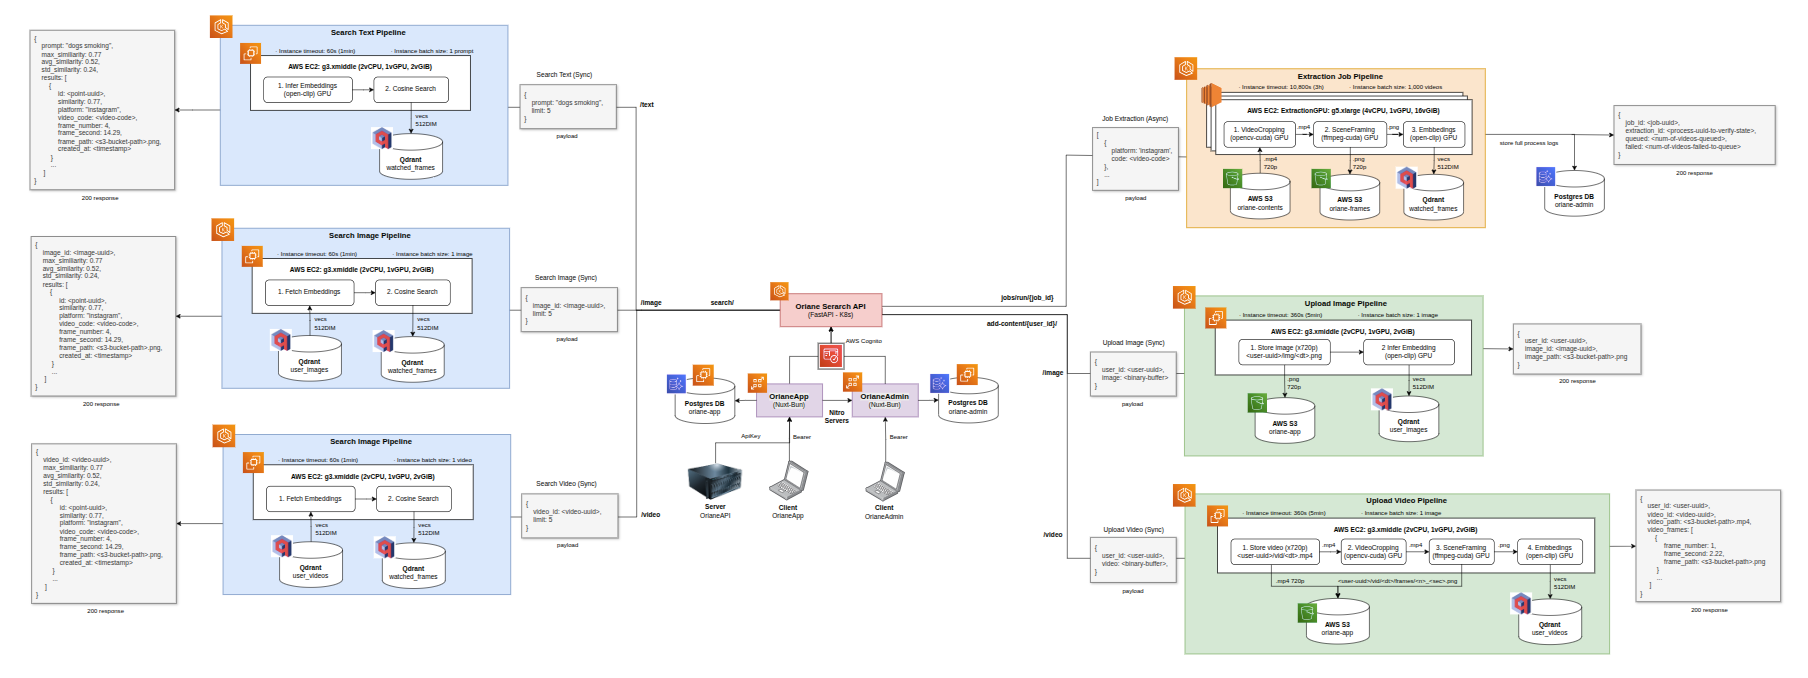 {
prompt: "dogs smoking",
max_similiarity: 0.77
avg_similarity: 0.52,
std_similarity: 0.24,
results: [
{
id: <point-uuid>,
similarity: 0.77,
platform: "instagram",
video_code: <video-code>,
frame_number: 4,
frame_second: 14.29,
frame_path: <s3-bucket-path>.png,
created_at: <timestamp>
}
...
]
}
200 response
Search Text Pipeline
- Instance timeout: 60s (1min)
- Instance batch size: 1 prompt
AWS EC2: g3.xmiddle (2vCPU, 1vGPU, 2vGiB)
1. Infer Embeddings
(open-clip) GPU
2. Cosine Search
vecs
512DIM
Qdrant
watched_frames
Search Text (Sync)
{
prompt: "dogs smoking",
limit: 5
}
payload
/text
{
image_id: <image-uuid>,
max_similiarity: 0.77
avg_similarity: 0.52,
std_similarity: 0.24,
results: [
{
id: <point-uuid>,
similarity: 0.77,
platform: "instagram",
video_code: <video-code>,
frame_number: 4,
frame_second: 14.29,
frame_path: <s3-bucket-path>.png,
created_at: <timestamp>
}
...
]
}
200 response
Search Image Pipeline
- Instance timeout: 60s (1min)
- Instance batch size: 1 image
AWS EC2: g3.xmiddle (2vCPU, 1vGPU, 2vGiB)
1. Fetch Embeddings
2. Cosine Search
vecs
512DIM
vecs
512DIM
Qdrant
user_images
Qdrant
watched_frames
Search Image (Sync)
{
image_id: <image-uuid>,
limit: 5
}
payload
/image
search/
{
video_id: <video-uuid>,
max_similiarity: 0.77
avg_similarity: 0.52,
std_similarity: 0.24,
results: [
{
id: <point-uuid>,
similarity: 0.77,
platform: "instagram",
video_code: <video-code>,
frame_number: 4,
frame_second: 14.29,
frame_path: <s3-bucket-path>.png,
created_at: <timestamp>
}
...
]
}
200 response
Search Image Pipeline
- Instance timeout: 60s (1min)
- Instance batch size: 1 video
AWS EC2: g3.xmiddle (2vCPU, 1vGPU, 2vGiB)
1. Fetch Embeddings
2. Cosine Search
vecs
512DIM
vecs
512DIM
Qdrant
user_videos
Qdrant
watched_frames
Search Video (Sync)
{
video_id: <video-uuid>,
limit: 5
}
payload
/video
Oriane Serarch API
(FastAPI - K8s)
AWS Cognito
Postgres DB
oriane-app
OrianeApp
(Nuxt-Bun)
OrianeAdmin
(Nuxt-Bun)
Nitro
Servers
Postgres DB
oriane-admin
ApiKey
Bearer
Bearer
Server
OrianeAPI
Client
OrianeApp
Client
OrianeAdmin
jobs/run/{job_id}
add-content/{user_id}/
Job Extraction (Async)
[
{
platform: 'instagram',
code: <video-code>
},
...
]
payload
Extraction Job Pipeline
- Instance timeout: 10,800s (3h)
- Instance batch size: 1,000 videos
AWS EC2: ExtractionGPU: g5.xlarge (4vCPU, 1vGPU, 16vGiB)
1. VideoCropping
(opencv-cuda) GPU
.mp4
2. SceneFraming
(ffmpeg-cuda) GPU
.png
3. Embeddings
(open-clip) GPU
.mp4
720p
.png
720p
vecs
512DIM
AWS S3
oriane-contents
AWS S3
oriane-frames
Qdrant
watched_frames
store full process logs
Postgres DB
oriane-admin
{
job_id: <job-uuid>,
extraction_id: <process-uuid-to-verify-state>,
queued: <num-of-videos-queued>,
failed: <num-of-videos-failed-to-queue>
}
200 response
/image
Upload Image (Sync)
{
user_id: <user-uuid>,
image: <binary-buffer>
}
payload
Upload Image Pipeline
- Instance timeout: 360s (5min)
- Instance batch size: 1 image
AWS EC2: g3.xmiddle (2vCPU, 1vGPU, 2vGiB)
1. Store image (x720p)
<user-uuid>/img/<dt>.png
2 Infer Embedding
(open-clip) GPU
.png
720p
vecs
512DIM
AWS S3
oriane-app
Qdrant
user_images
{
user_id: <user-uuid>,
image_id: <image-uuid>,
image_path: <s3-bucket-path>.png
}
200 response
/video
Upload Video (Sync)
{
user_id: <user-uuid>,
video: <binary-buffer>,
}
payload
Upload Video Pipeline
- Instance timeout: 360s (5min)
- Instance batch size: 1 image
AWS EC2: g3.xmiddle (2vCPU, 1vGPU, 2vGiB)
1. Store video (x720p)
<user-uuid>/vid/<dt>.mp4
.mp4
2. VideoCropping
(opencv-cuda) GPU
.mp4
3. SceneFraming
(ffmpeg-cuda) GPU
.png
4. Embeddings
(open-clip) GPU
.mp4 720p
<user-uuid>/vid/<dt>/frames/<n>_<sec>.png
vecs
512DIM
AWS S3
oriane-app
Qdrant
user_videos
{
user_id: <user-uuid>,
video_id: <video-uuid>,
video_path: <s3-bucket-path>.mp4,
video_frames: [
{
frame_number: 1,
frame_second: 2.22,
frame_path: <s3-bucket-path>.png
}
...
]
}
200 response